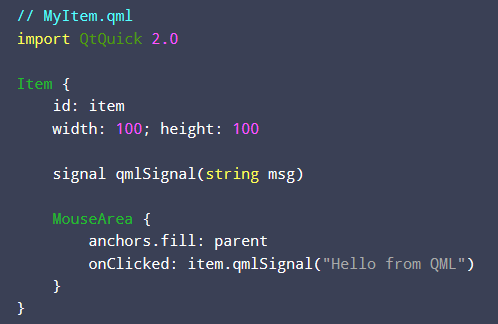 // MyItem.qml
import QtQuick 2.0

Item {
    id: item
    width: 100; height: 100

    signal qmlSignal(string msg)

    MouseArea {
        anchors.fill: parent
        onClicked: item.qmlSignal("Hello from QML")
    }
}